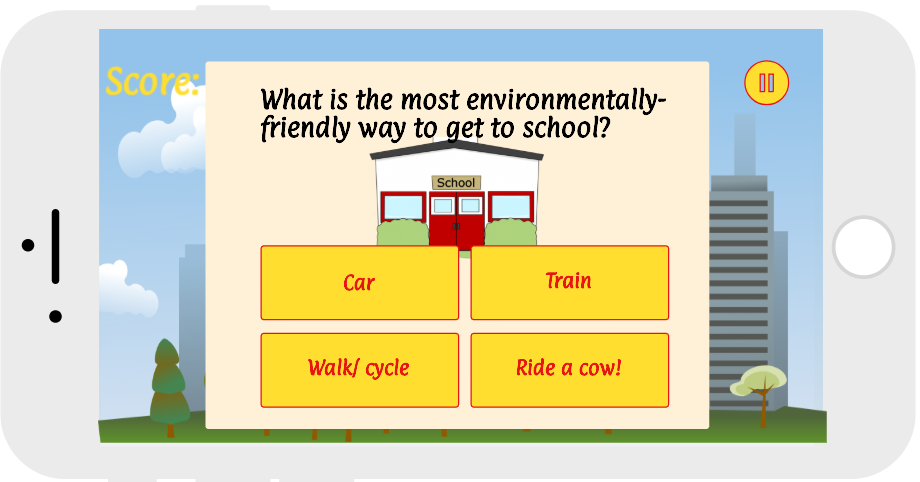 Score:
What is the most environmentally-
friendly way to get to school?
School
Car
Train
Walk/ cycle
Ride a cow!